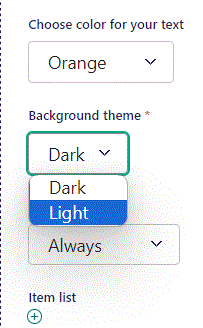 Choose color for your text
Orange
Background theme *
Dark
Dark
Light
Always
Item list